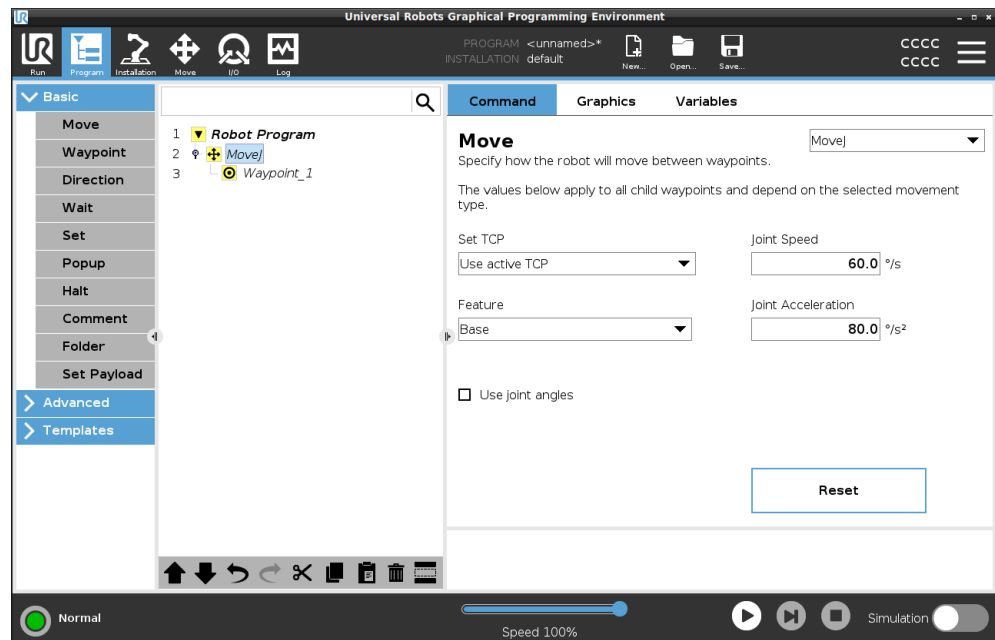 Universal Robots Graphical Programming Environment
UR
Run
Program
Installation
Move
I/O
Log
PROGRAM <unnamed>*
INSTALLATION default
New...
Open...
Save...
CCCC
CCCC
Basic
Move
Waypoint
Direction
Wait
Set
Popup
Halt
Comment
Folder
Set Payload
Advanced
Templates
1 Robot Program
2 MoveJ
3 Waypoint_1
Command Graphics Variables
Move
MoveJ
Specify how the robot will move between waypoints.
The values below apply to all child waypoints and depend on the selected movement
type.
Set TCP
Use active TCP
Joint Speed
60.0 °/s
Feature
Base
Joint Acceleration
80.0 °/s²
Use joint angles
Reset
Normal
Speed 100%
Simulation